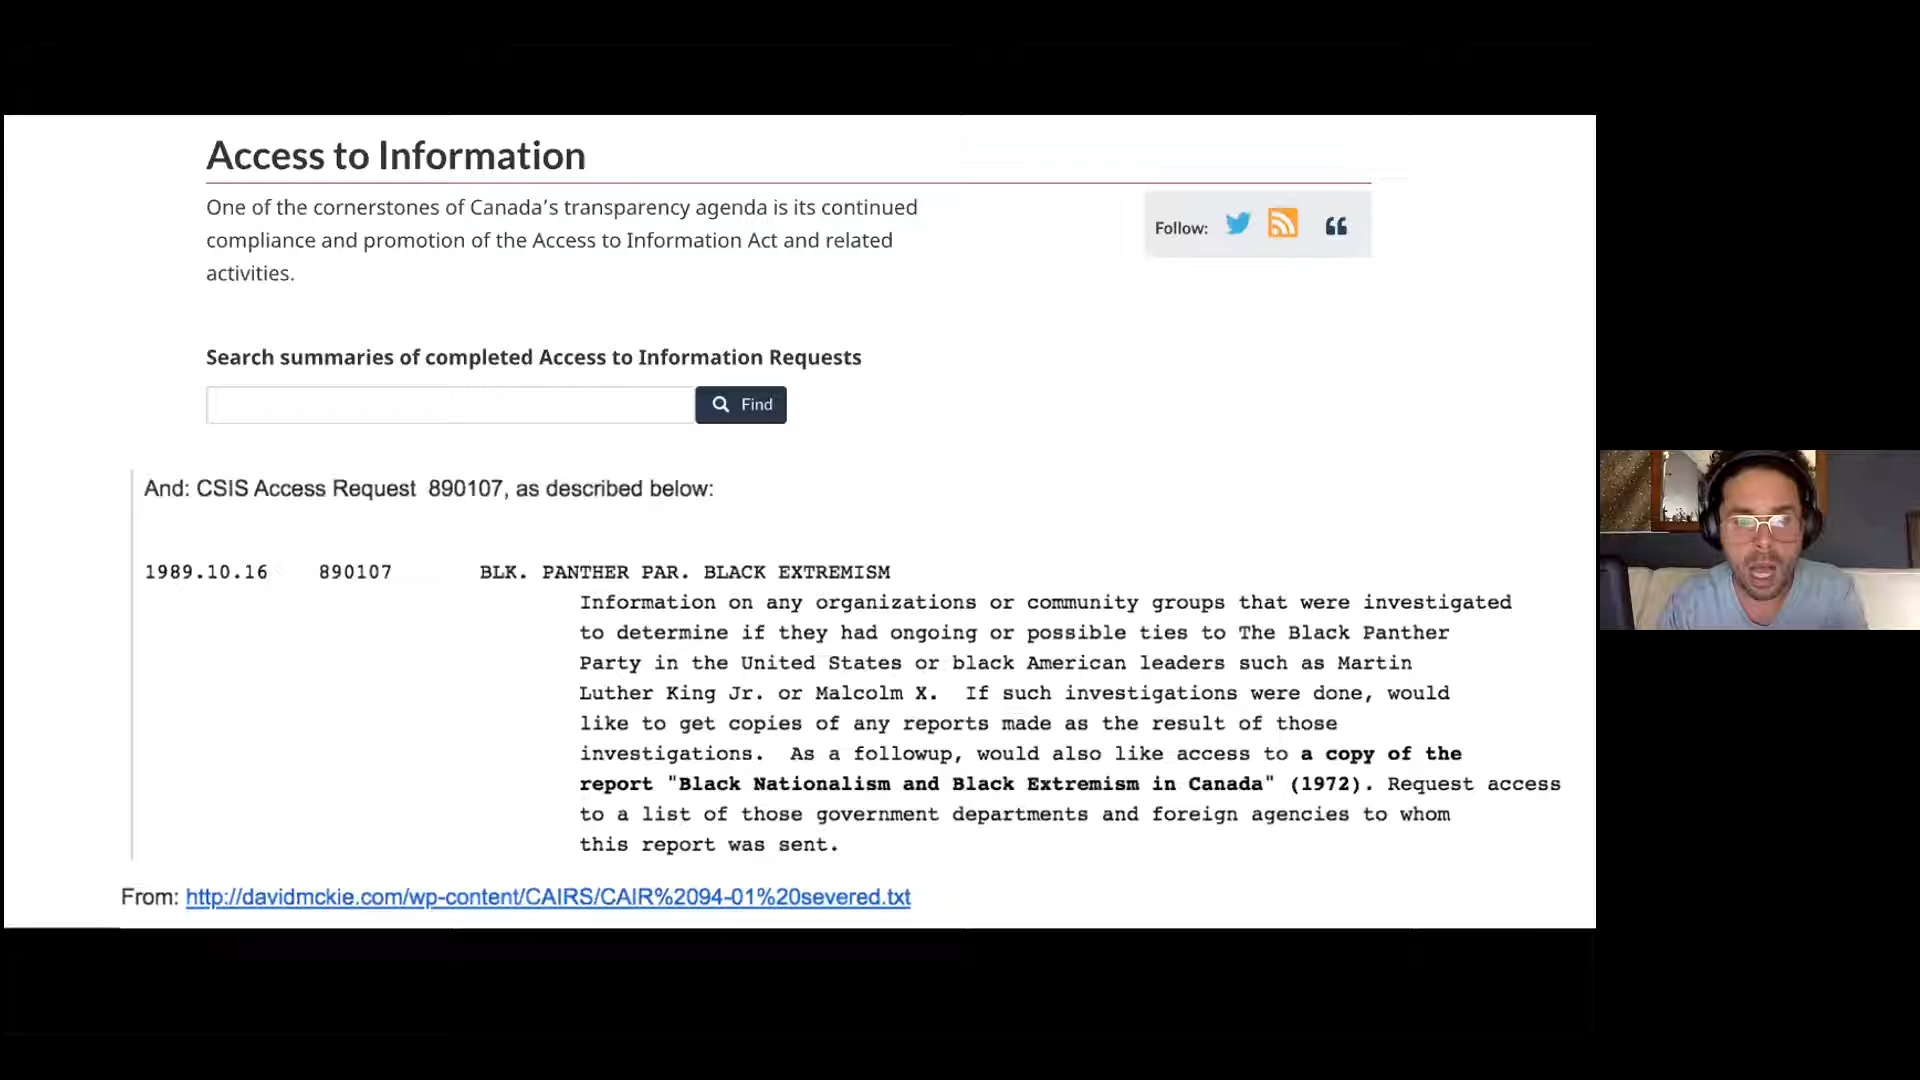 Access to Information
One of the cornerstones of Canada's transparency agenda is its continued
compliance and promotion of the Access to Information Act and related
activities.
Follow:
Search summaries of completed Access to Information Requests
Find
And: CSIS Access Request 890107, as described below:
1989.10.16 890107 BLK. PANTHER PAR. BLACK EXTREMISM
Information on any organizations or community groups that were investigated
to determine if they had ongoing or possible ties to The Black Panther
Party in the United States or black American leaders such as Martin
Luther King Jr. or Malcolm X. If such investigations were done, would
like to get copies of any reports made as the result of those
investigations. As a followup, would also like access to a copy of the
report "Black Nationalism and Black Extremism in Canada" (1972). Request access
to a list of those government departments and foreign agencies to whom
this report was sent.
From: http://davidmckie.com/wp-content/CAIRS/CAIR%2094-01%20severed.txt